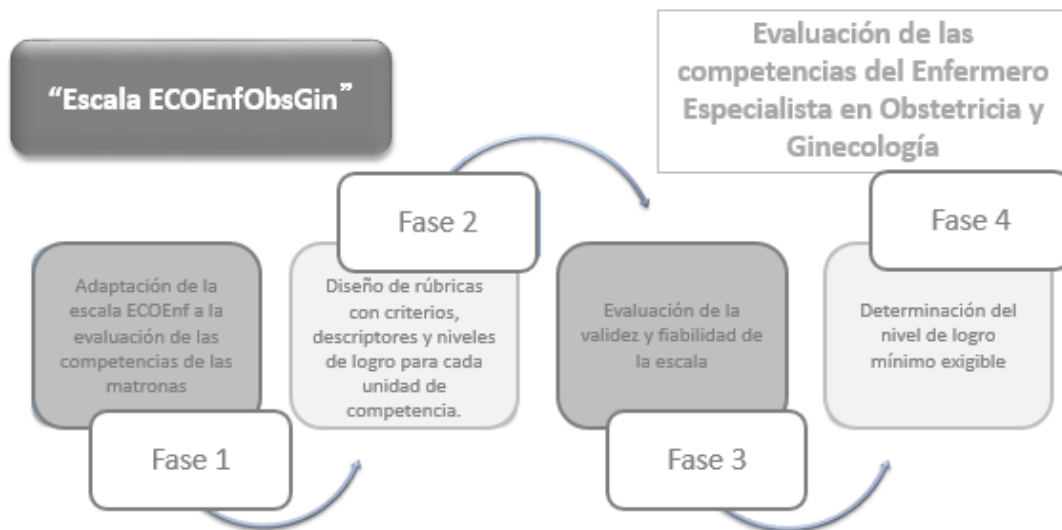 “Escala ECOEnfObsGin”
Evaluación de las
competencias del Enfermero
Especialista en Obstetricia y
Ginecología
Adaptación de la
escala ECOEnf a la
evaluación de las
competencias de las
matronas
Fase 1
Fase 2
Diseño de rúbricas
con criterios,
descriptores y niveles
de logro para cada
unidad de
competencia.
Evaluación de la
validez y fiabilidad de
la escala
Fase 3
Fase 4
Determinación del
nivel de logro
mínimo exigible